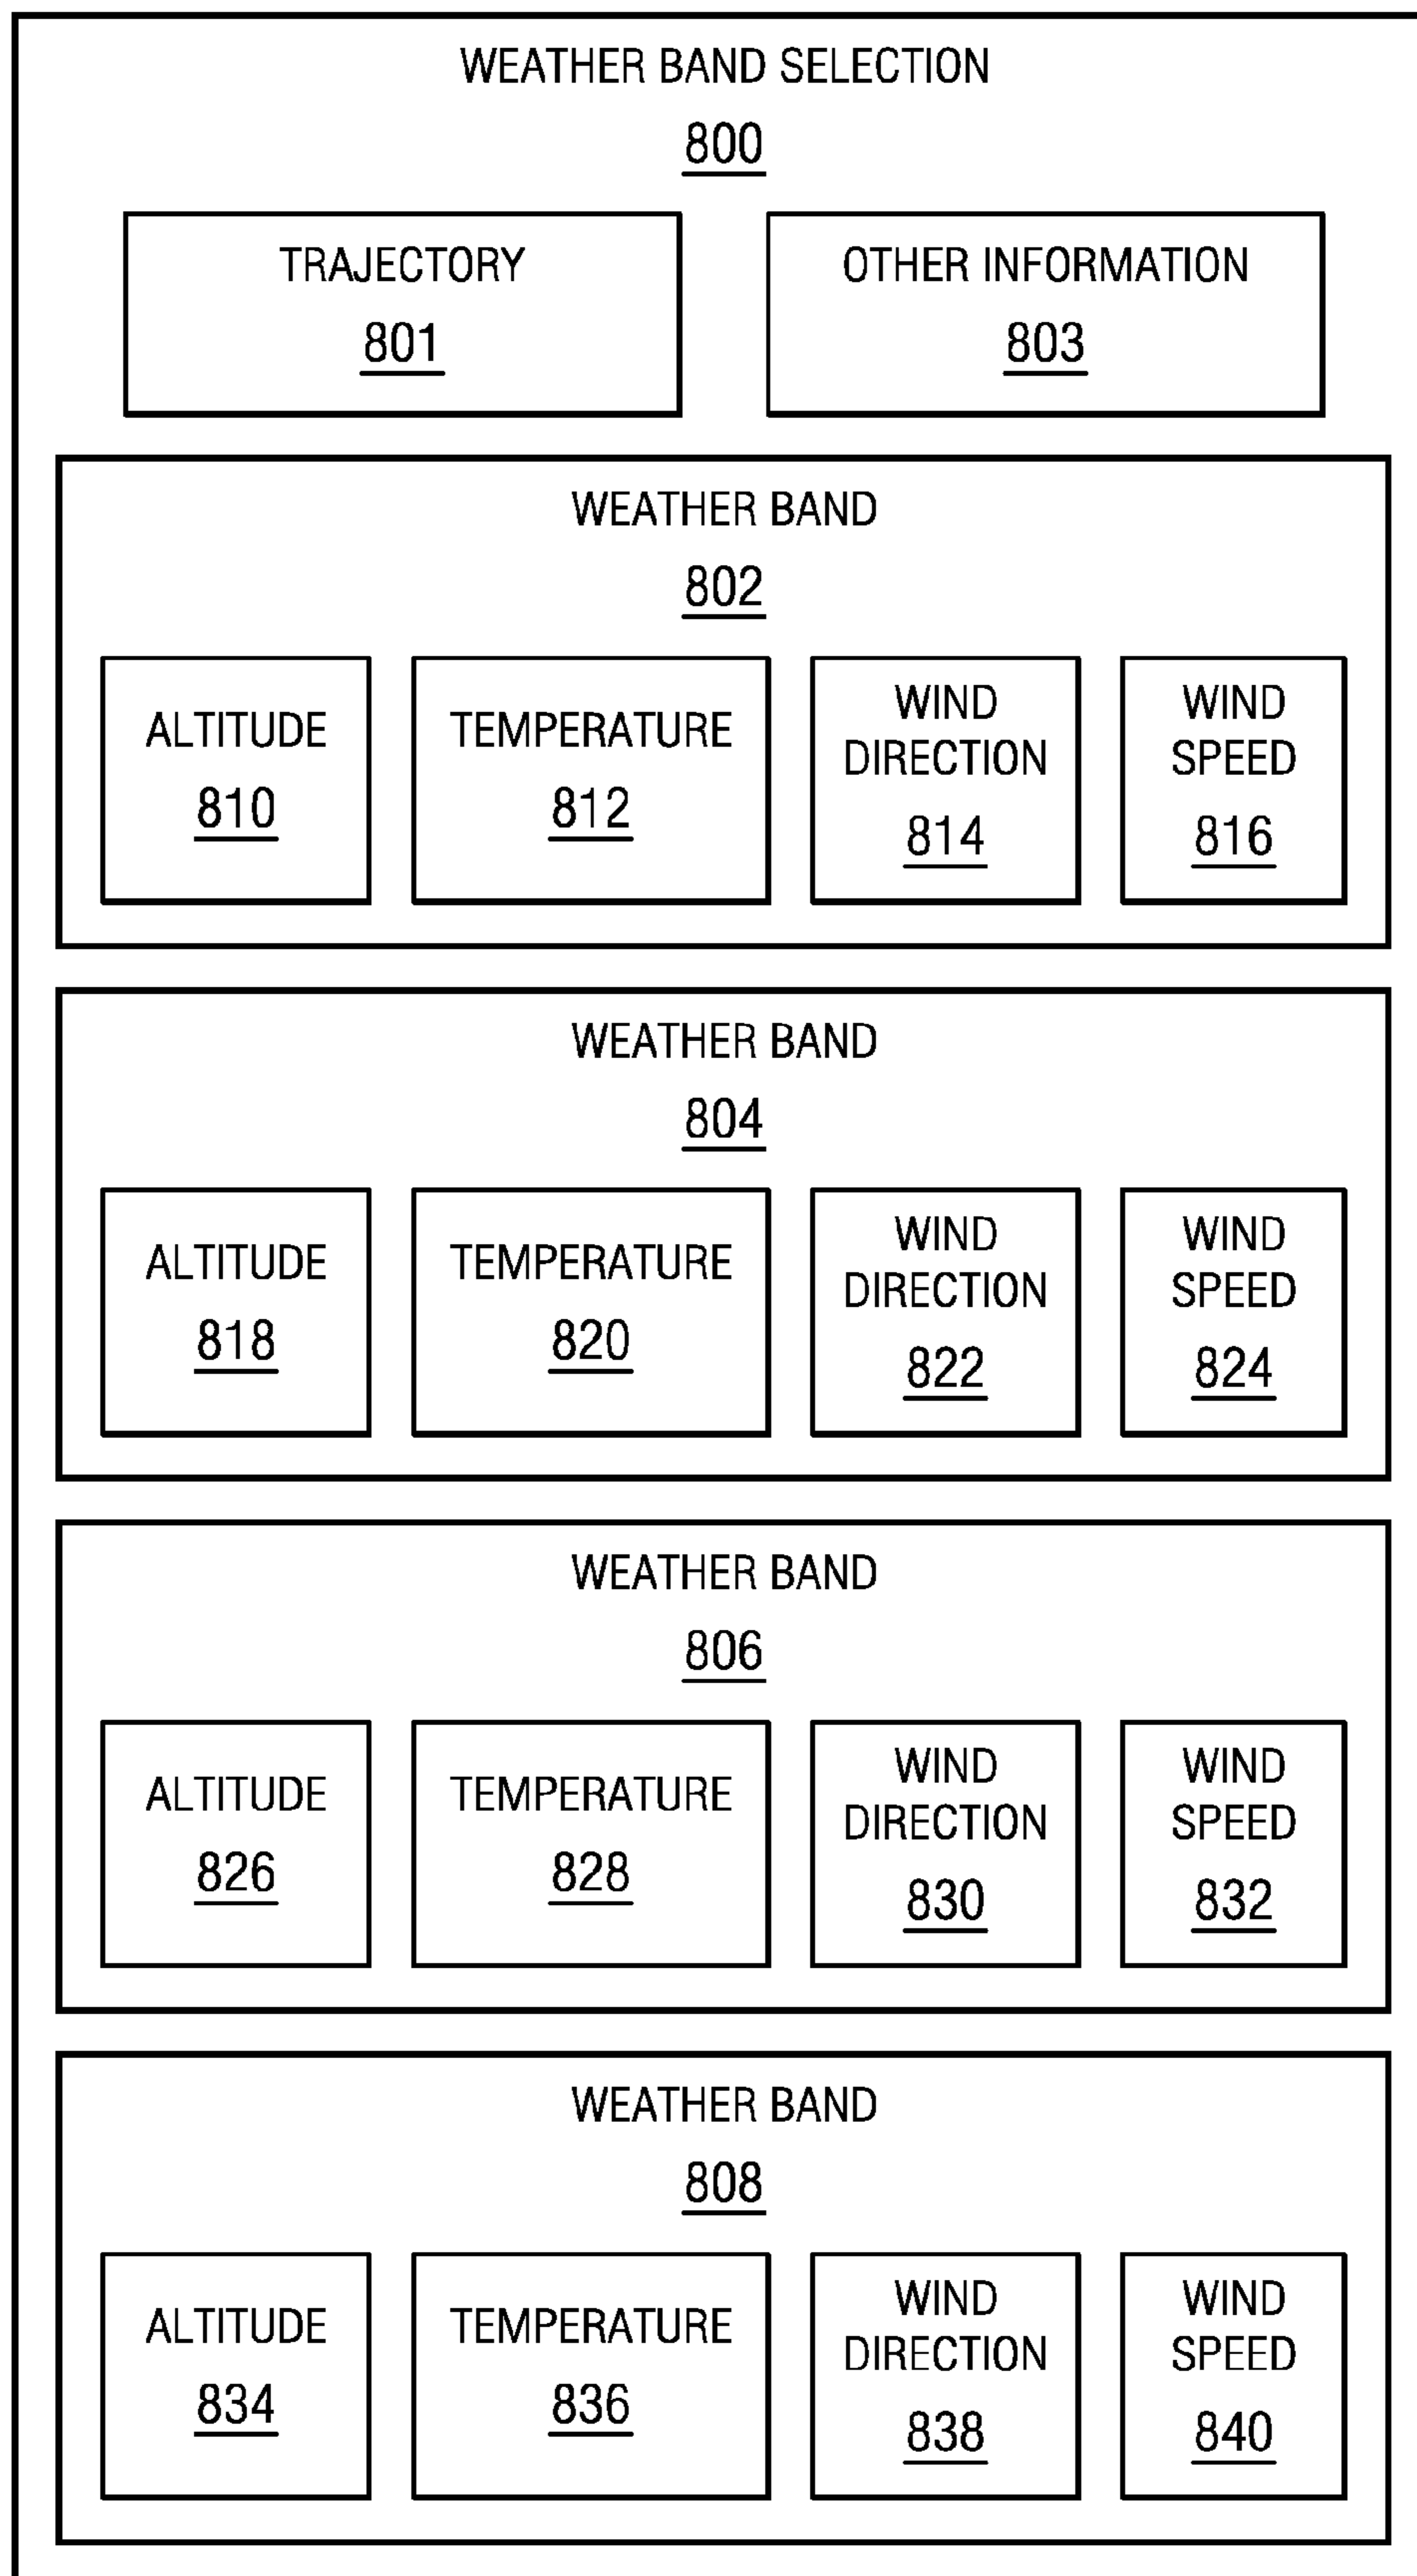 WEATHER BAND SELECTION
800
TRAJECTORY
801
OTHER INFORMATION
803
WEATHER BAND
802
ALTITUDE
810
TEMPERATURE
812
WIND
DIRECTION
814
WIND
SPEED
816
WEATHER BAND
804
ALTITUDE
818
TEMPERATURE
820
WIND
DIRECTION
822
WIND
SPEED
824
WEATHER BAND
806
ALTITUDE
826
TEMPERATURE
828
WIND
DIRECTION
830
WIND
SPEED
832
WEATHER BAND
808
ALTITUDE
834
TEMPERATURE
836
WIND
DIRECTION
838
WIND
SPEED
840